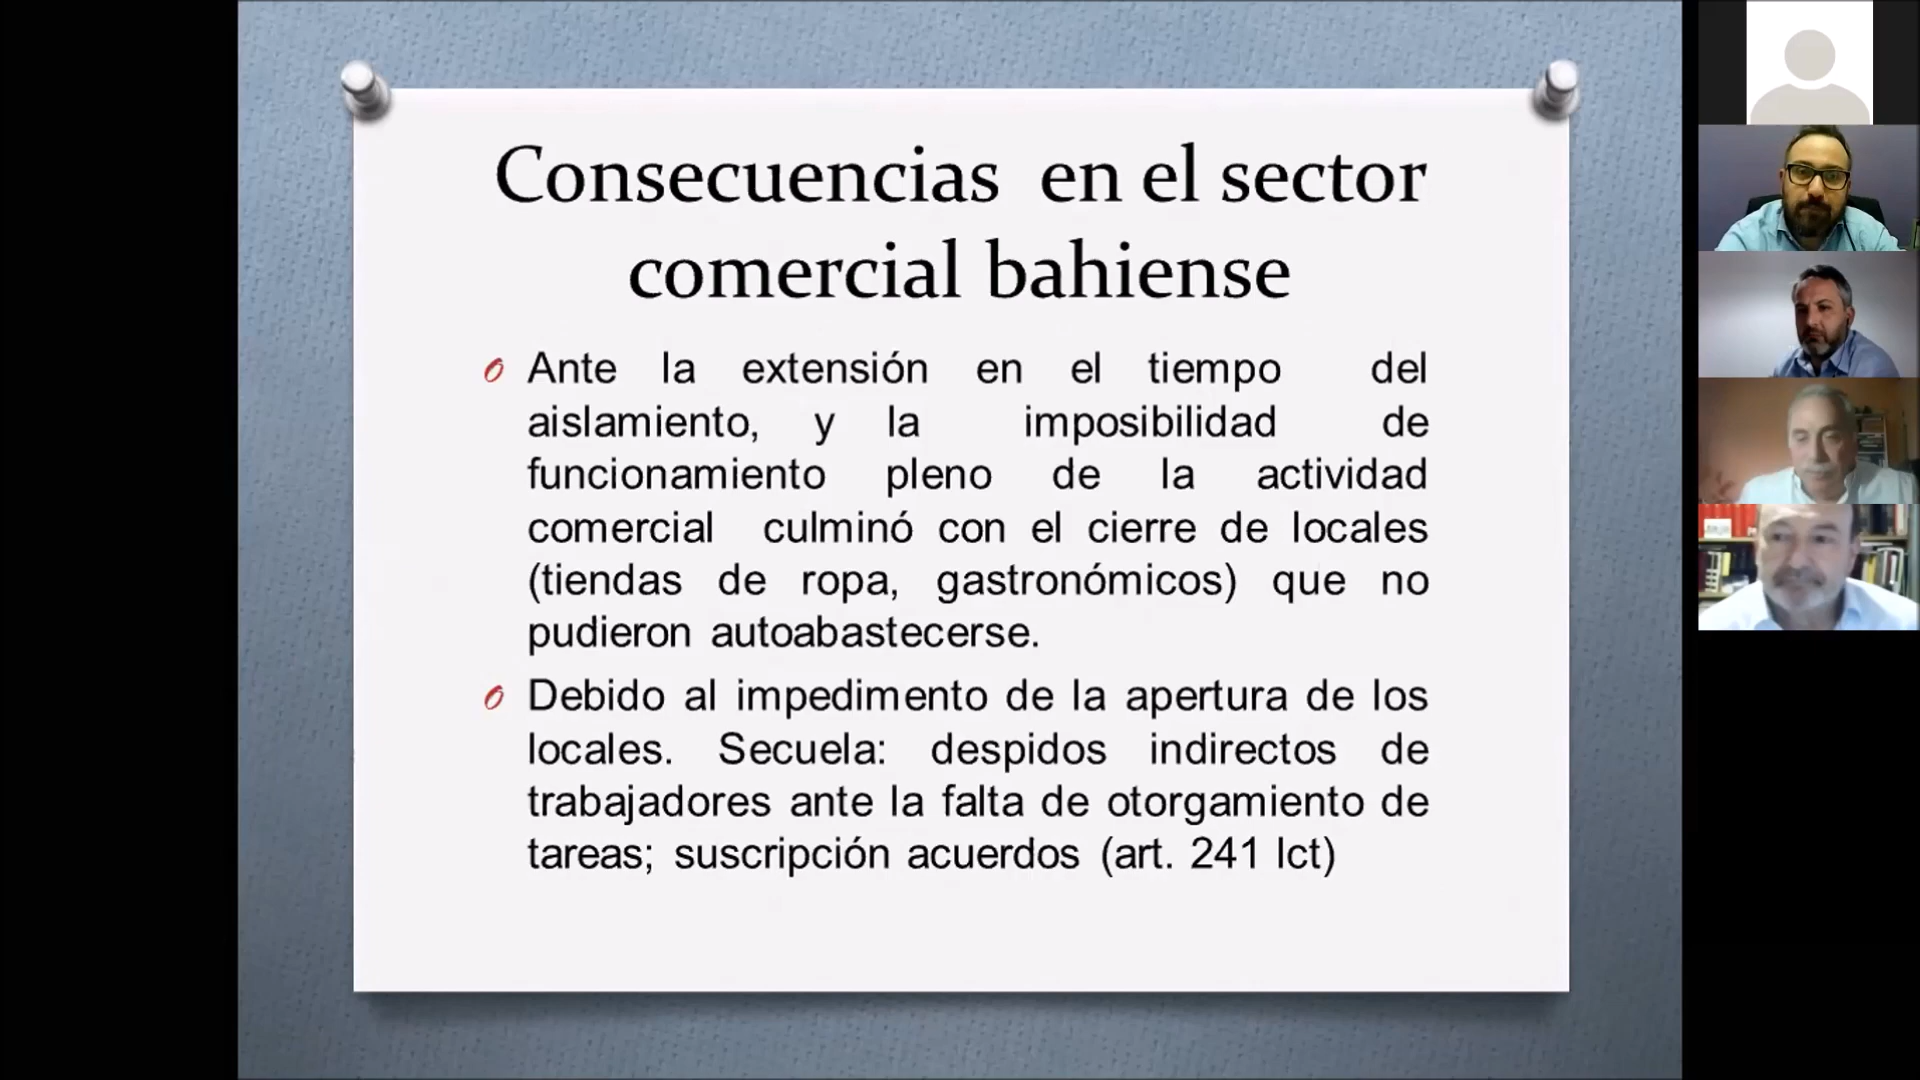 Consecuencias en el sector
comercial bahiense
Ante la extensión en el tiempo del
aislamiento, y la imposibilidad de
funcionamiento pleno de la actividad
comercial culminó con el cierre de locales
(tiendas de ropa, gastronómicos) que no
pudieron autoabastecerse.
Debido al impedimento de la apertura de los
locales. Secuela: despidos indirectos de
trabajadores ante la falta de otorgamiento de
tareas; suscripción acuerdos (art. 241 lct)